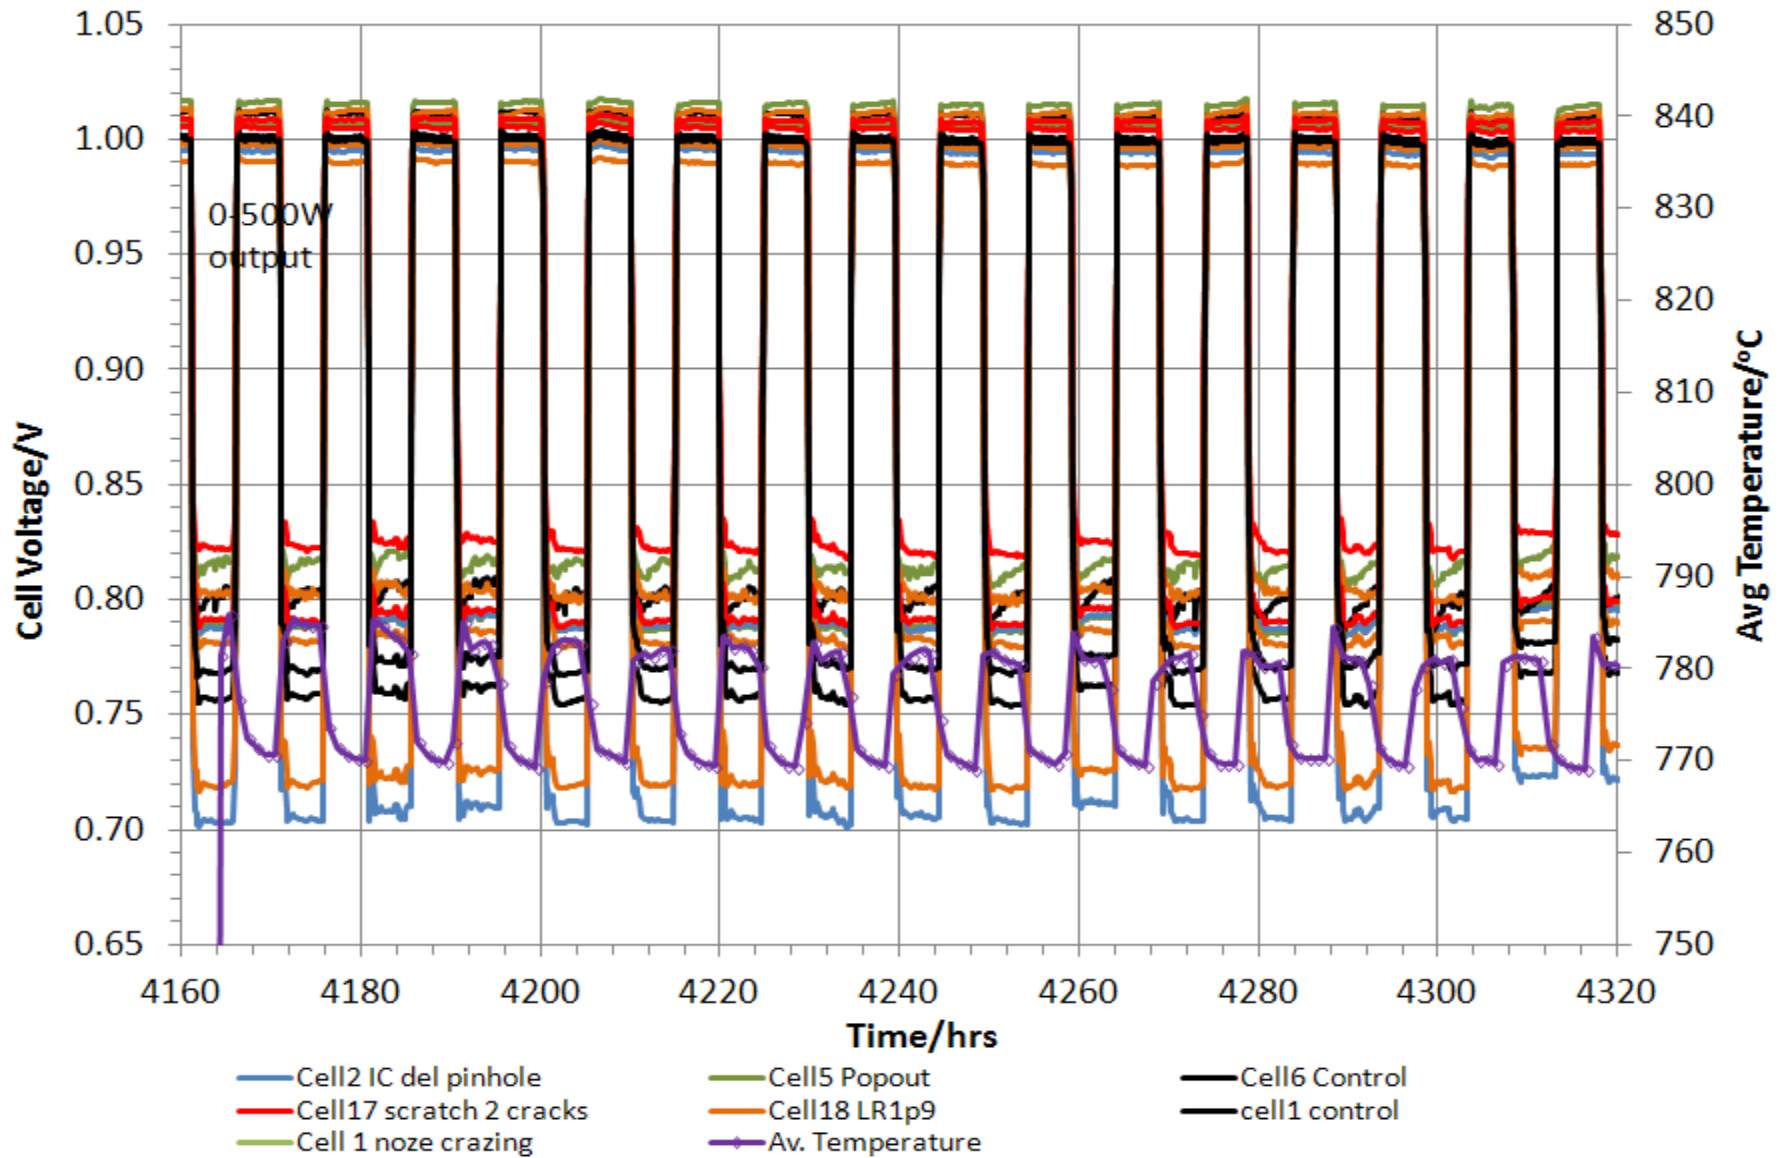 1.05
1.00
0.95
0.90
0.85
0.80
0.75
0.70
0.65
Cell Voltage/V
0-500W
output
850
840
830
820
810
800
790
780
770
760
750
Avg Temperature/°C
4160 4180 4200 4220 4240 4260 4280 4300 4320
Time/hrs
Cell2 IC del pinhole Cell5 Popout Cell6 Control
Cell17 scratch 2 cracks Cell18 LR1p9 cell1 control
Cell 1 noze crazing Av. Temperature